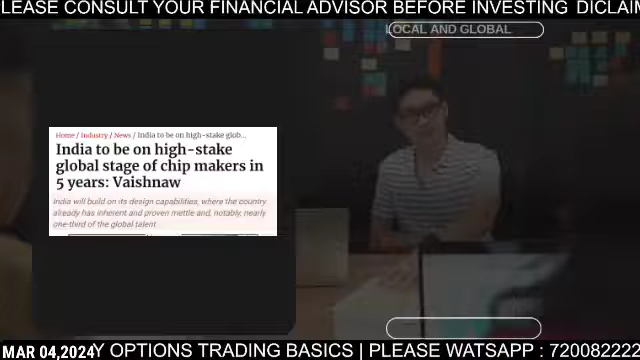 LEASE CONSULT YOUR FINANCIAL ADVISOR BEFORE INVESTING DICLAIM
LOCAL AND GLOBAL
Home / Industry / News / India to be on high-stake glob...
India to be on high-stake
global stage of chip makers in
5 years: Vaishnaw
India will build on its design capabilities, where the country
already has inherent and proven mettle and, notably, nearly
one-third of the global talent
MAR 04,2024
Y OPTIONS TRADING BASICS | PLEASE WATSAPP : 720082222